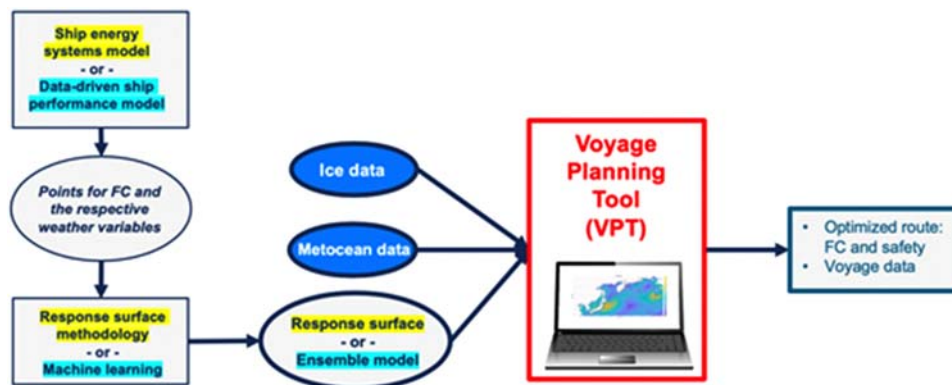 Ship energy
systems model
- or -
Data-driven ship
performance model
Points for FC and
the respective
weather variables
Response surface
methodology
- or -
Machine learning
Ice data
Metocean data
Response surface
- or -
Ensemble model
Voyage
Planning
Tool
(VPT)
• Optimized route:
FC and safety
• Voyage data